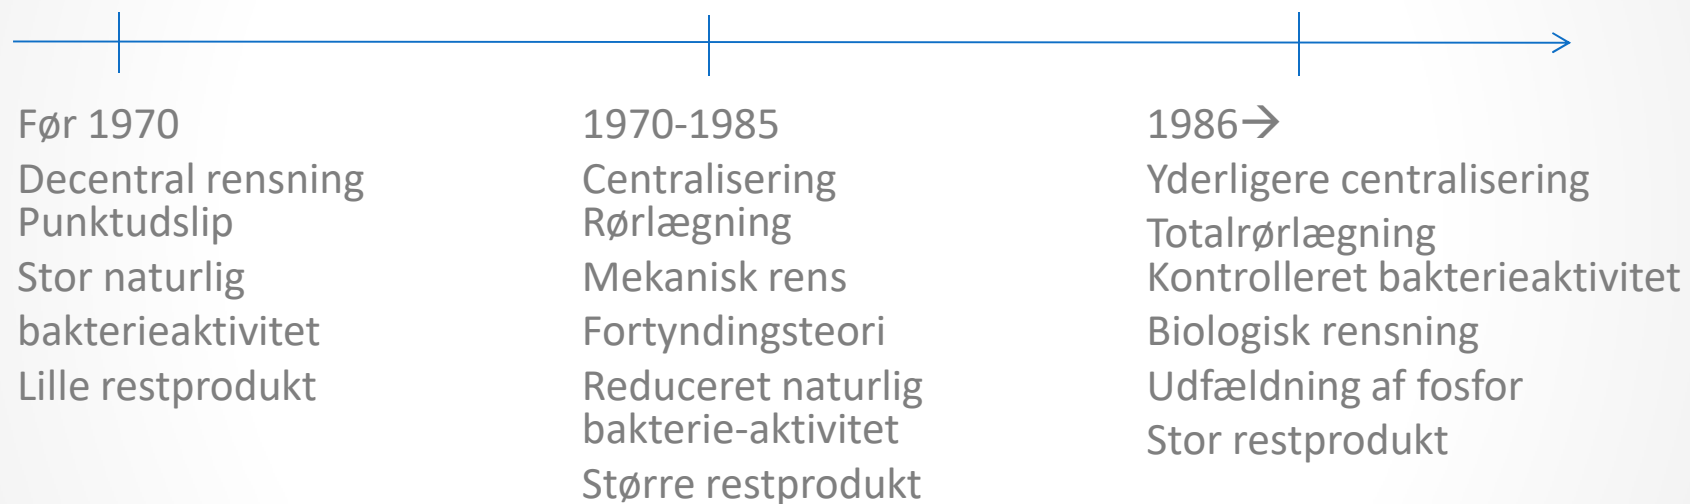 Før 1970
Decentral rensning
Punktudslip
Stor naturlig
bakterieaktivitet
Lille restprodukt
1970-1985
Centralisering
Rørlægning
Mekanisk rens
Fortyndingsteori
Reduceret naturlig
bakterie-aktivitet
Større restprodukt
1986→
Yderligere centralisering
Totalrørlægning
Kontrolleret bakterieaktivitet
Biologisk rensning
Udfældning af fosfor
Stor restprodukt